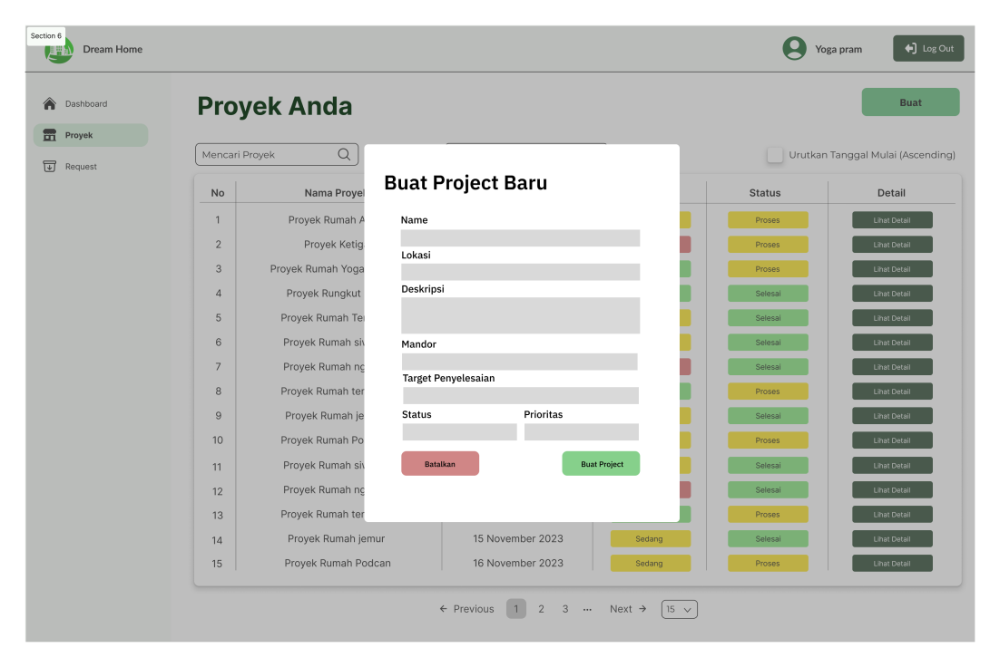 Section 6
Dream Home
Yoga pram
Log Out
Dashboard
Proyek
Request
Proyek Anda
Buat
Mencari Proyek
Urutkan Tanggal Mulai (Ascending)
No Nama Proyek Status Detail
1 Proyek Rumah A Proses Lihat Detail
2 Proyek Ketig Proses Lihat Detail
3 Proyek Rumah Yoga Proses Lihat Detail
4 Proyek Rungkut Selesai Lihat Detail
5 Proyek Rumah Te Selesai Lihat Detail
6 Proyek Rumah siv Selesai Lihat Detail
7 Proyek Rumah ng Selesai Lihat Detail
8 Proyek Rumah ter Proses Lihat Detail
9 Proyek Rumah je Selesai Lihat Detail
10 Proyek Rumah Po Proses Lihat Detail
11 Proyek Rumah siv Selesai Lihat Detail
12 Proyek Rumah ng Selesai Lihat Detail
13 Proyek Rumah ter Proses Lihat Detail
14 Proyek Rumah jemur 15 November 2023 Sedang Selesai Lihat Detail
15 Proyek Rumah Podcan 16 November 2023 Sedang Proses Lihat Detail
Buat Project Baru
Name
Lokasi
Deskripsi
Mandor
Target Penyelesaian
Status Prioritas
Batalkan Buat Project
← Previous 1 2 3 ... Next → 15